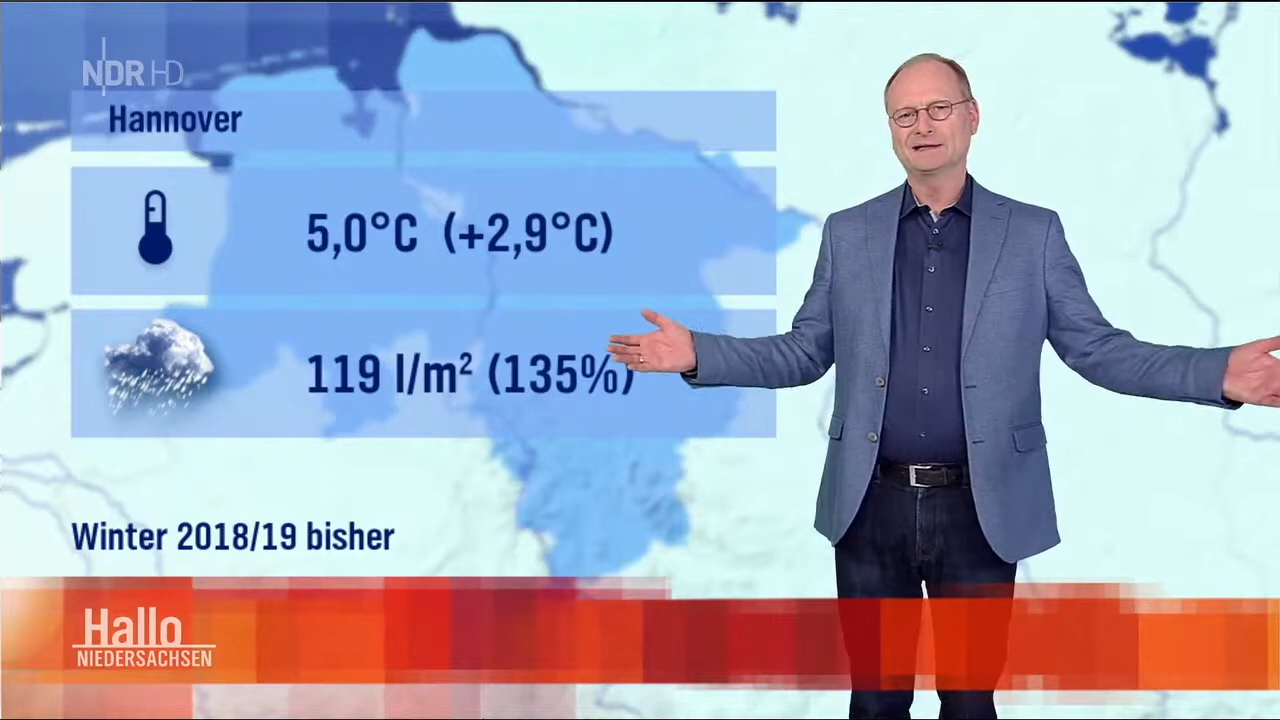 NDR HD
Hannover
5,0°C (+2,9°C)
119 l/m² (135%)
Winter 2018/19 bisher
Hallo
NIEDERSACHSEN